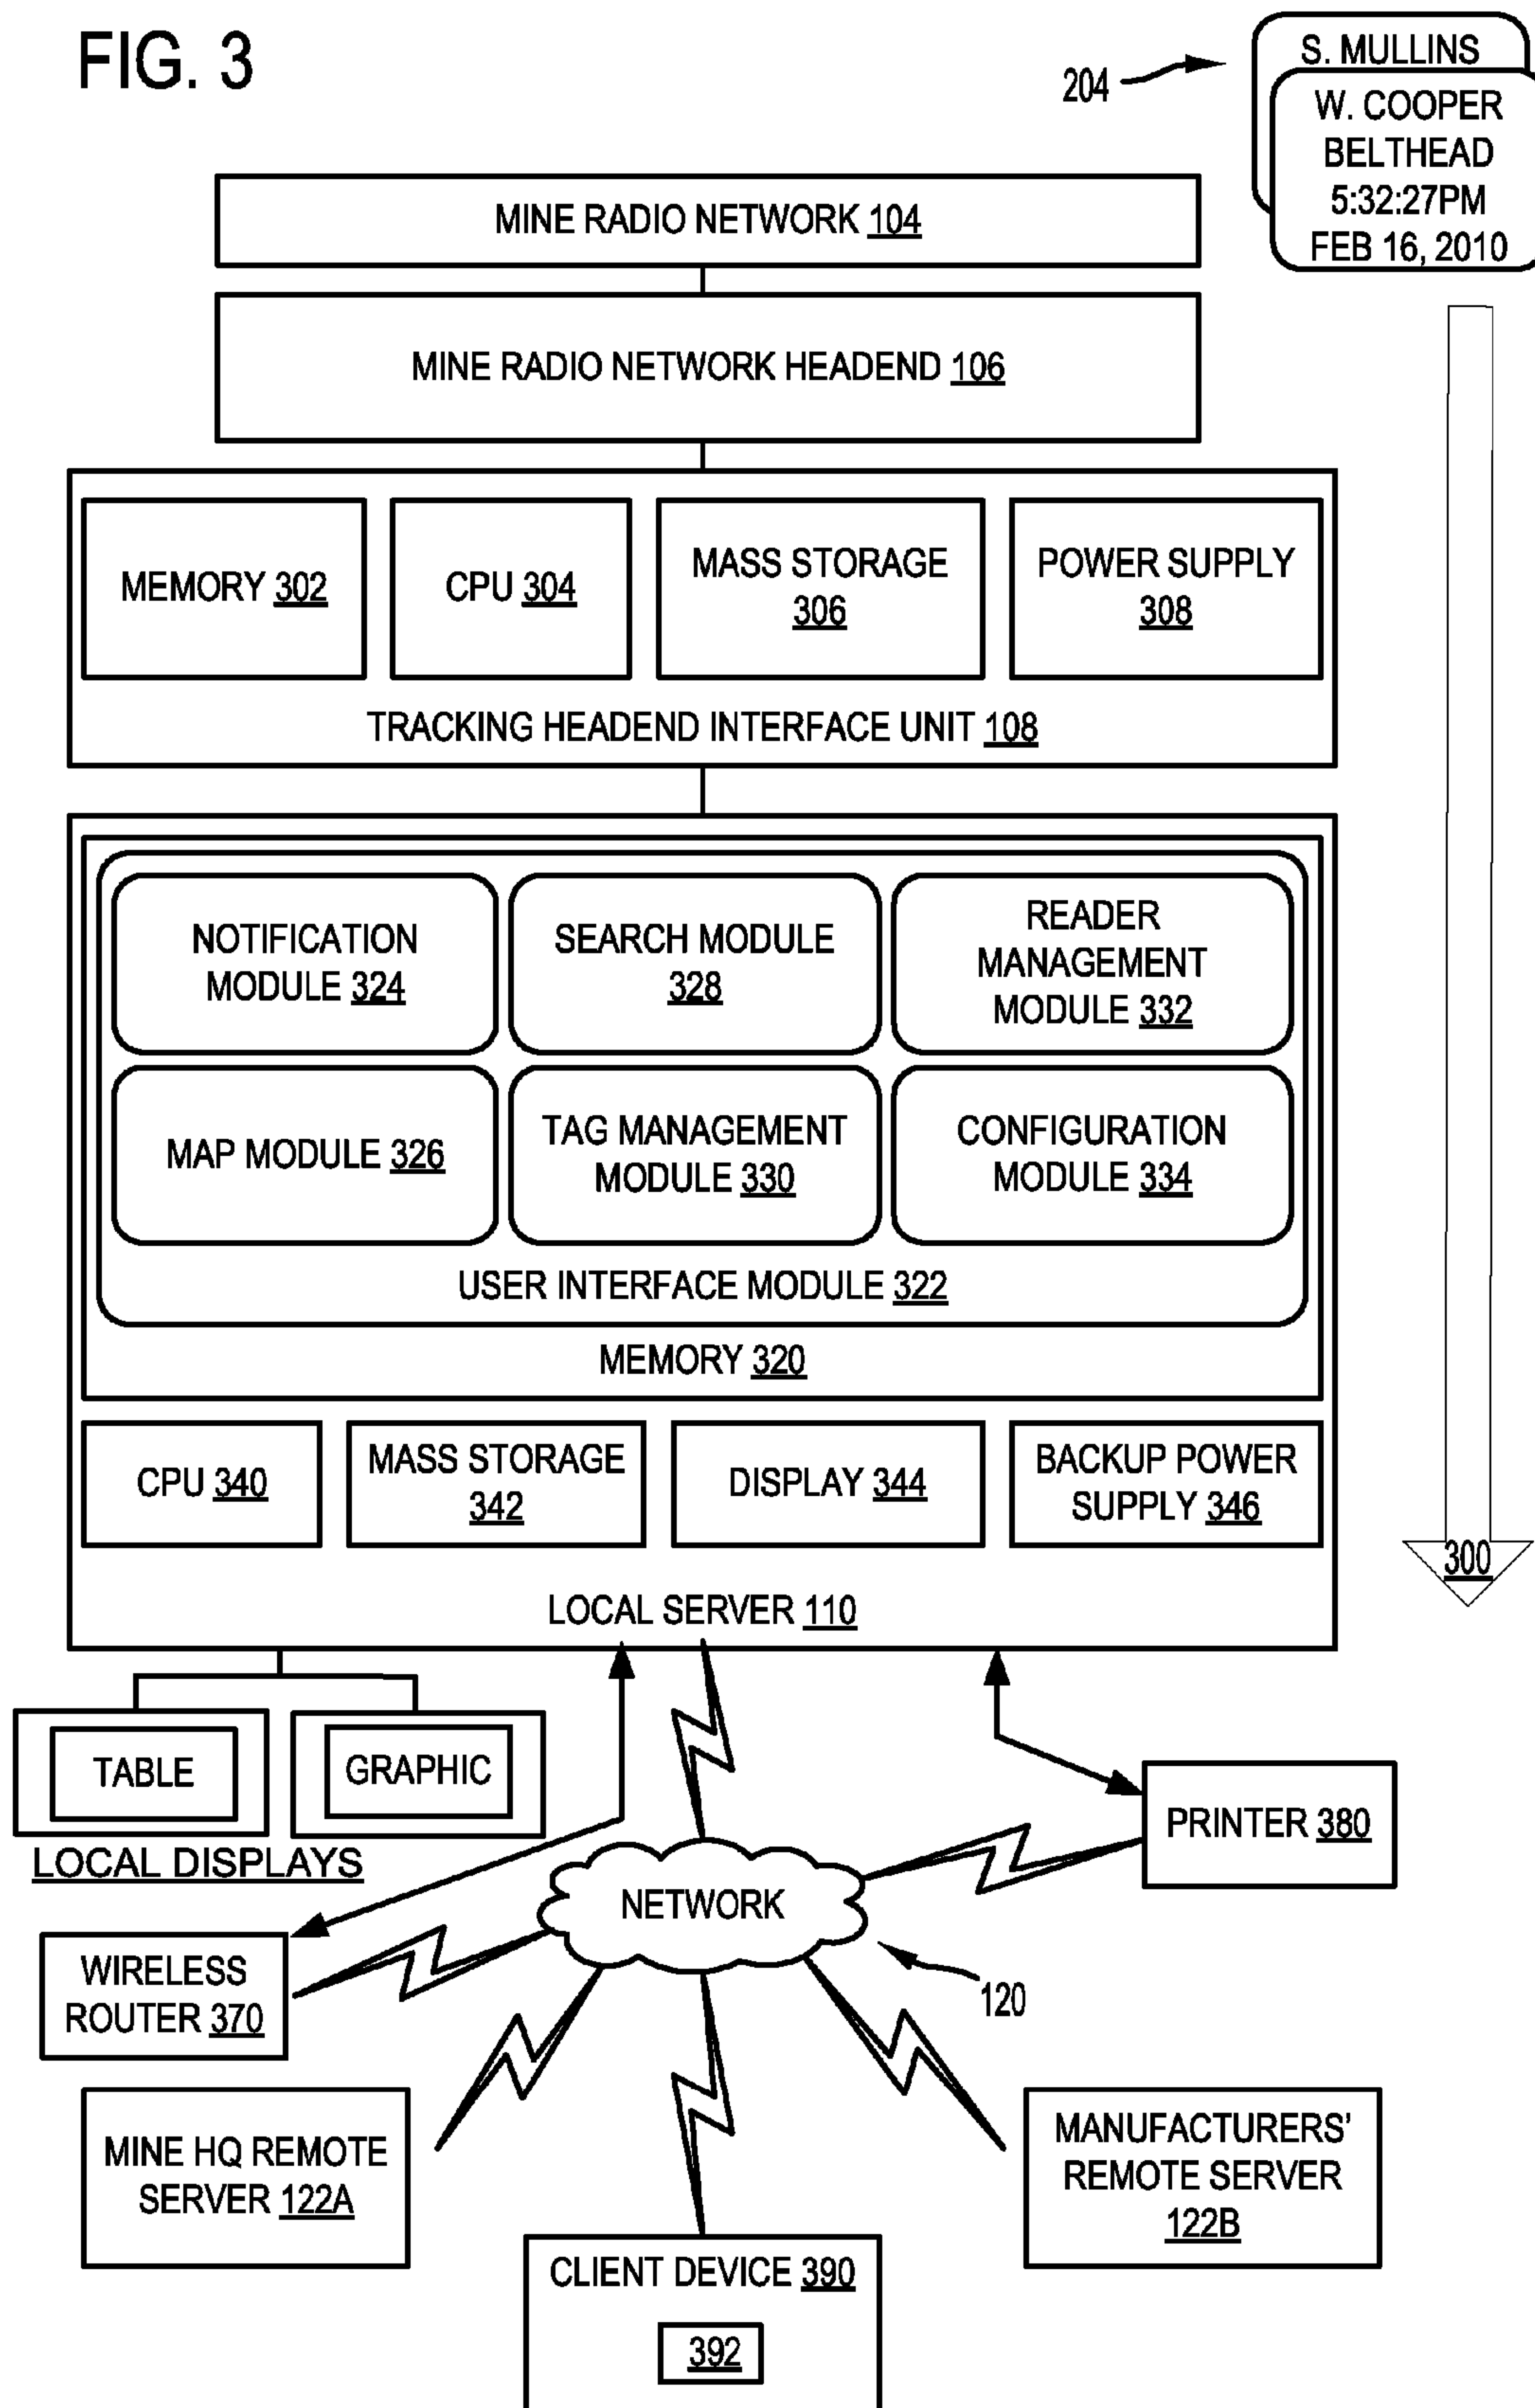 FIG. 3
204
S. MULLINS
W. COOPER
BELTHEAD
5:32:27PM
FEB 16, 2010
MINE RADIO NETWORK 104
MINE RADIO NETWORK HEADEND 106
MEMORY 302
CPU 304
MASS STORAGE
306
POWER SUPPLY
308
TRACKING HEADEND INTERFACE UNIT 108
NOTIFICATION
MODULE 324
SEARCH MODULE
328
READER
MANAGEMENT
MODULE 332
MAP MODULE 326
TAG MANAGEMENT
MODULE 330
CONFIGURATION
MODULE 334
USER INTERFACE MODULE 322
MEMORY 320
CPU 340
MASS STORAGE
342
DISPLAY 344
BACKUP POWER
SUPPLY 346
300
LOCAL SERVER 110
TABLE
GRAPHIC
LOCAL DISPLAYS
PRINTER 380
NETWORK
120
WIRELESS
ROUTER 370
MINE HQ REMOTE
SERVER 122A
MANUFACTURERS'
REMOTE SERVER
122B
CLIENT DEVICE 390
392